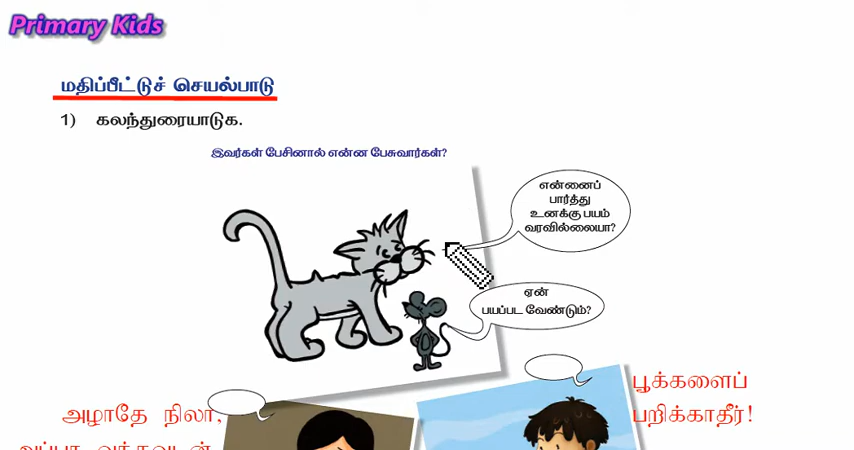 Primary Kids
மதிப்பீட்டுச் செயல்பாடு
1) கலந்துரையாடுக.
இவர்கள் பேசினால் என்ன பேசுவார்கள்?
என்னைப்
பார்த்து
உனக்கு பயம்
வரவில்லையா?
ஏன்
பயப்பட வேண்டும்?
பூக்களைப்
பறிக்காதீர்!
அழாதே நிலா,